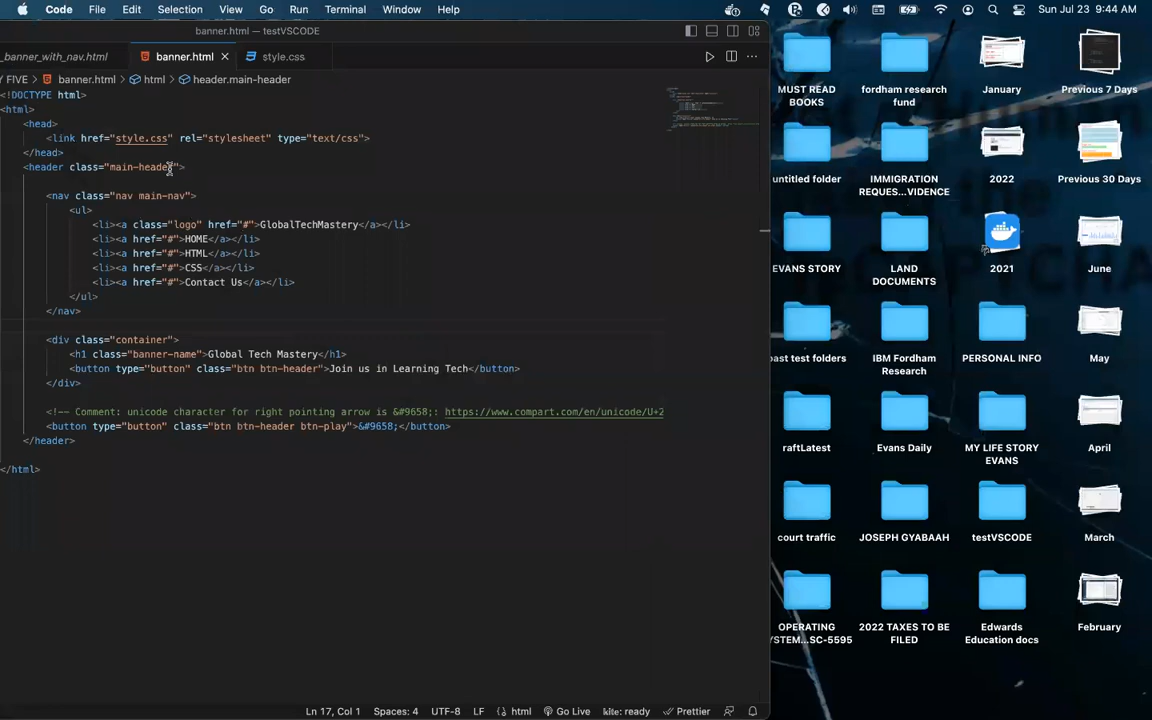 Code File Edit Selection View Go Run Terminal Window Help
Sun Jul 23 9:44 AM
banner.html — testVSCODE
_banner_with_nav.html banner.html style.css
Y FIVE > banner.html > html > header.main-header
<!DOCTYPE html>
<html>
<head>
<link href="style.css" rel="stylesheet" type="text/css">
</head>
<header class="main-header">
<nav class="nav main-nav">
<ul>
<li><a class="logo" href="#">GlobalTechMastery</a></li>
<li><a href="#">HOME</a></li>
<li><a href="#">HTML</a></li>
<li><a href="#">CSS</a></li>
<li><a href="#">Contact Us</a></li>
</ul>
</nav>
<div class="container">
<h1 class="banner-name">Global Tech Mastery</h1>
<button type="button" class="btn btn-header">Join us in Learning Tech</button>
</div>
<!-- Comment: unicode character for right pointing arrow is &#9658;: https://www.compart.com/en/unicode/U+2
<button type="button" class="btn btn-header btn-play">&#9658;</button>
</header>
</html>
Ln 17, Col 1 Spaces: 4 UTF-8 LF {} html Go Live kite: ready Prettier
MUST READ
BOOKS
fordham research
fund
January
Previous 7 Days
untitled folder
IMMIGRATION
REQUES...VIDENCE
2022
Previous 30 Days
EVANS STORY
LAND
DOCUMENTS
2021
June
past test folders
IBM Fordham
Research
PERSONAL INFO
May
raftLatest
Evans Daily
MY LIFE STORY
EVANS
April
court traffic
JOSEPH GYABAAH
testVSCODE
March
OPERATING
SYSTEM...SC-5595
2022 TAXES TO BE
FILED
Edwards
Education docs
February